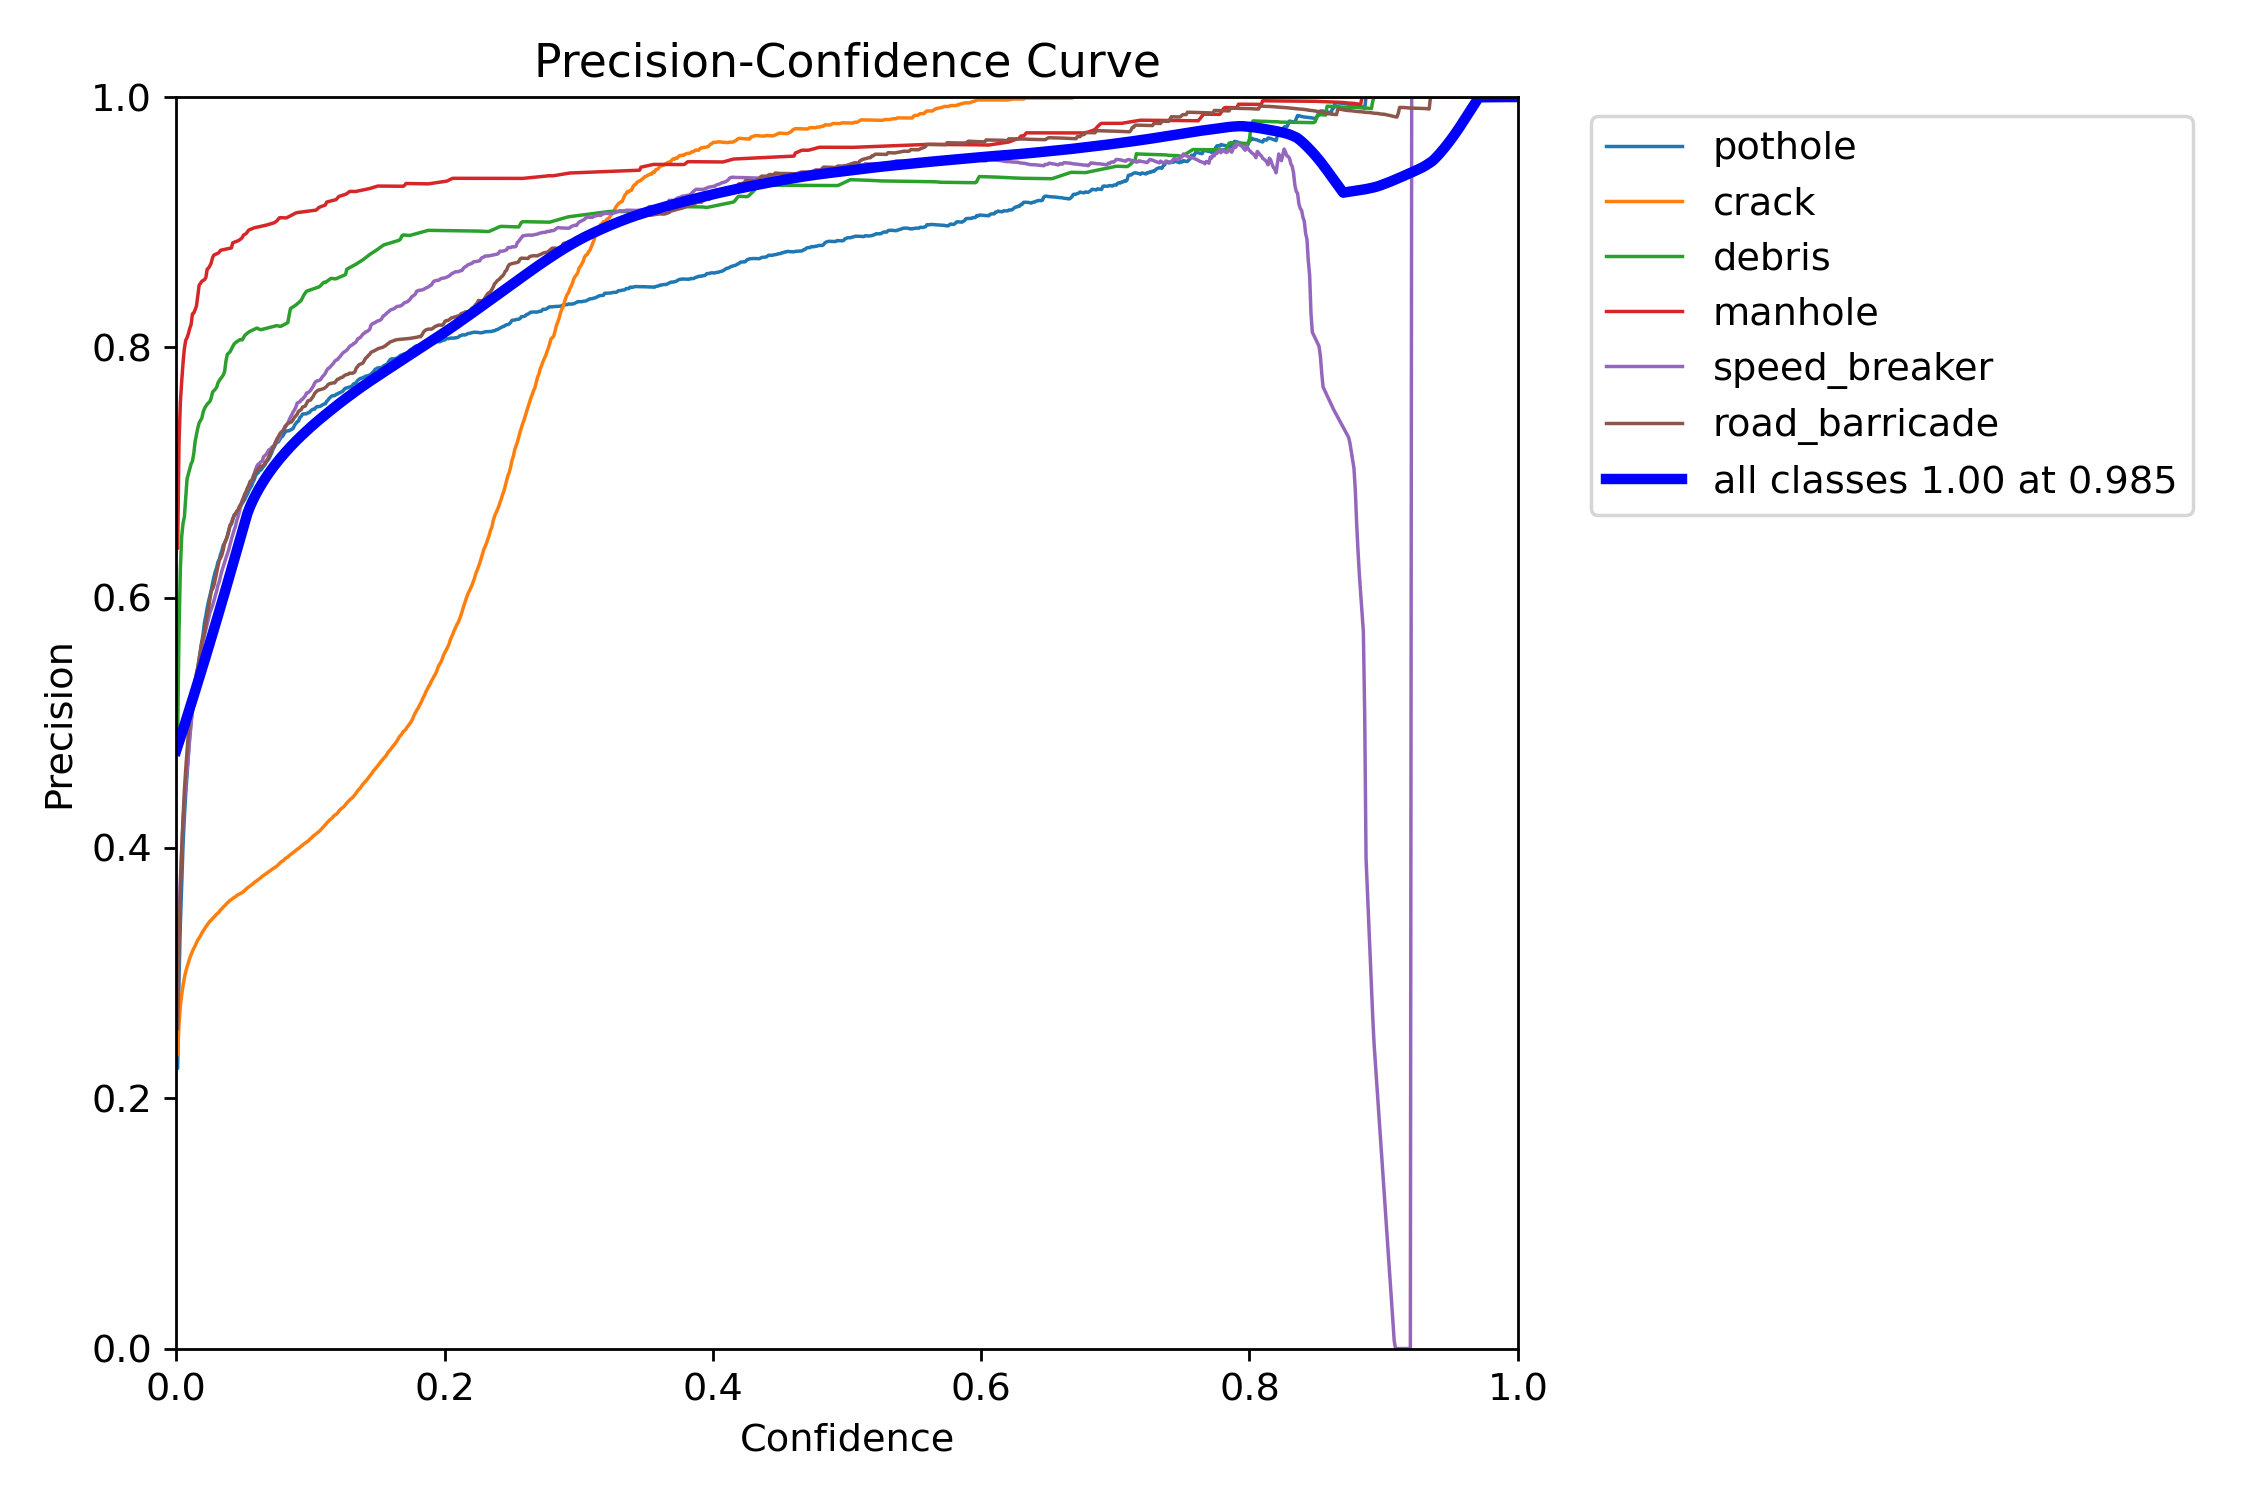 Precision-Confidence Curve
1.0
0.8
0.6
0.4
0.2
0.0
Precision
0.0 0.2 0.4 0.6 0.8 1.0
Confidence
pothole
crack
debris
manhole
speed_breaker
road_barricade
all classes 1.00 at 0.985